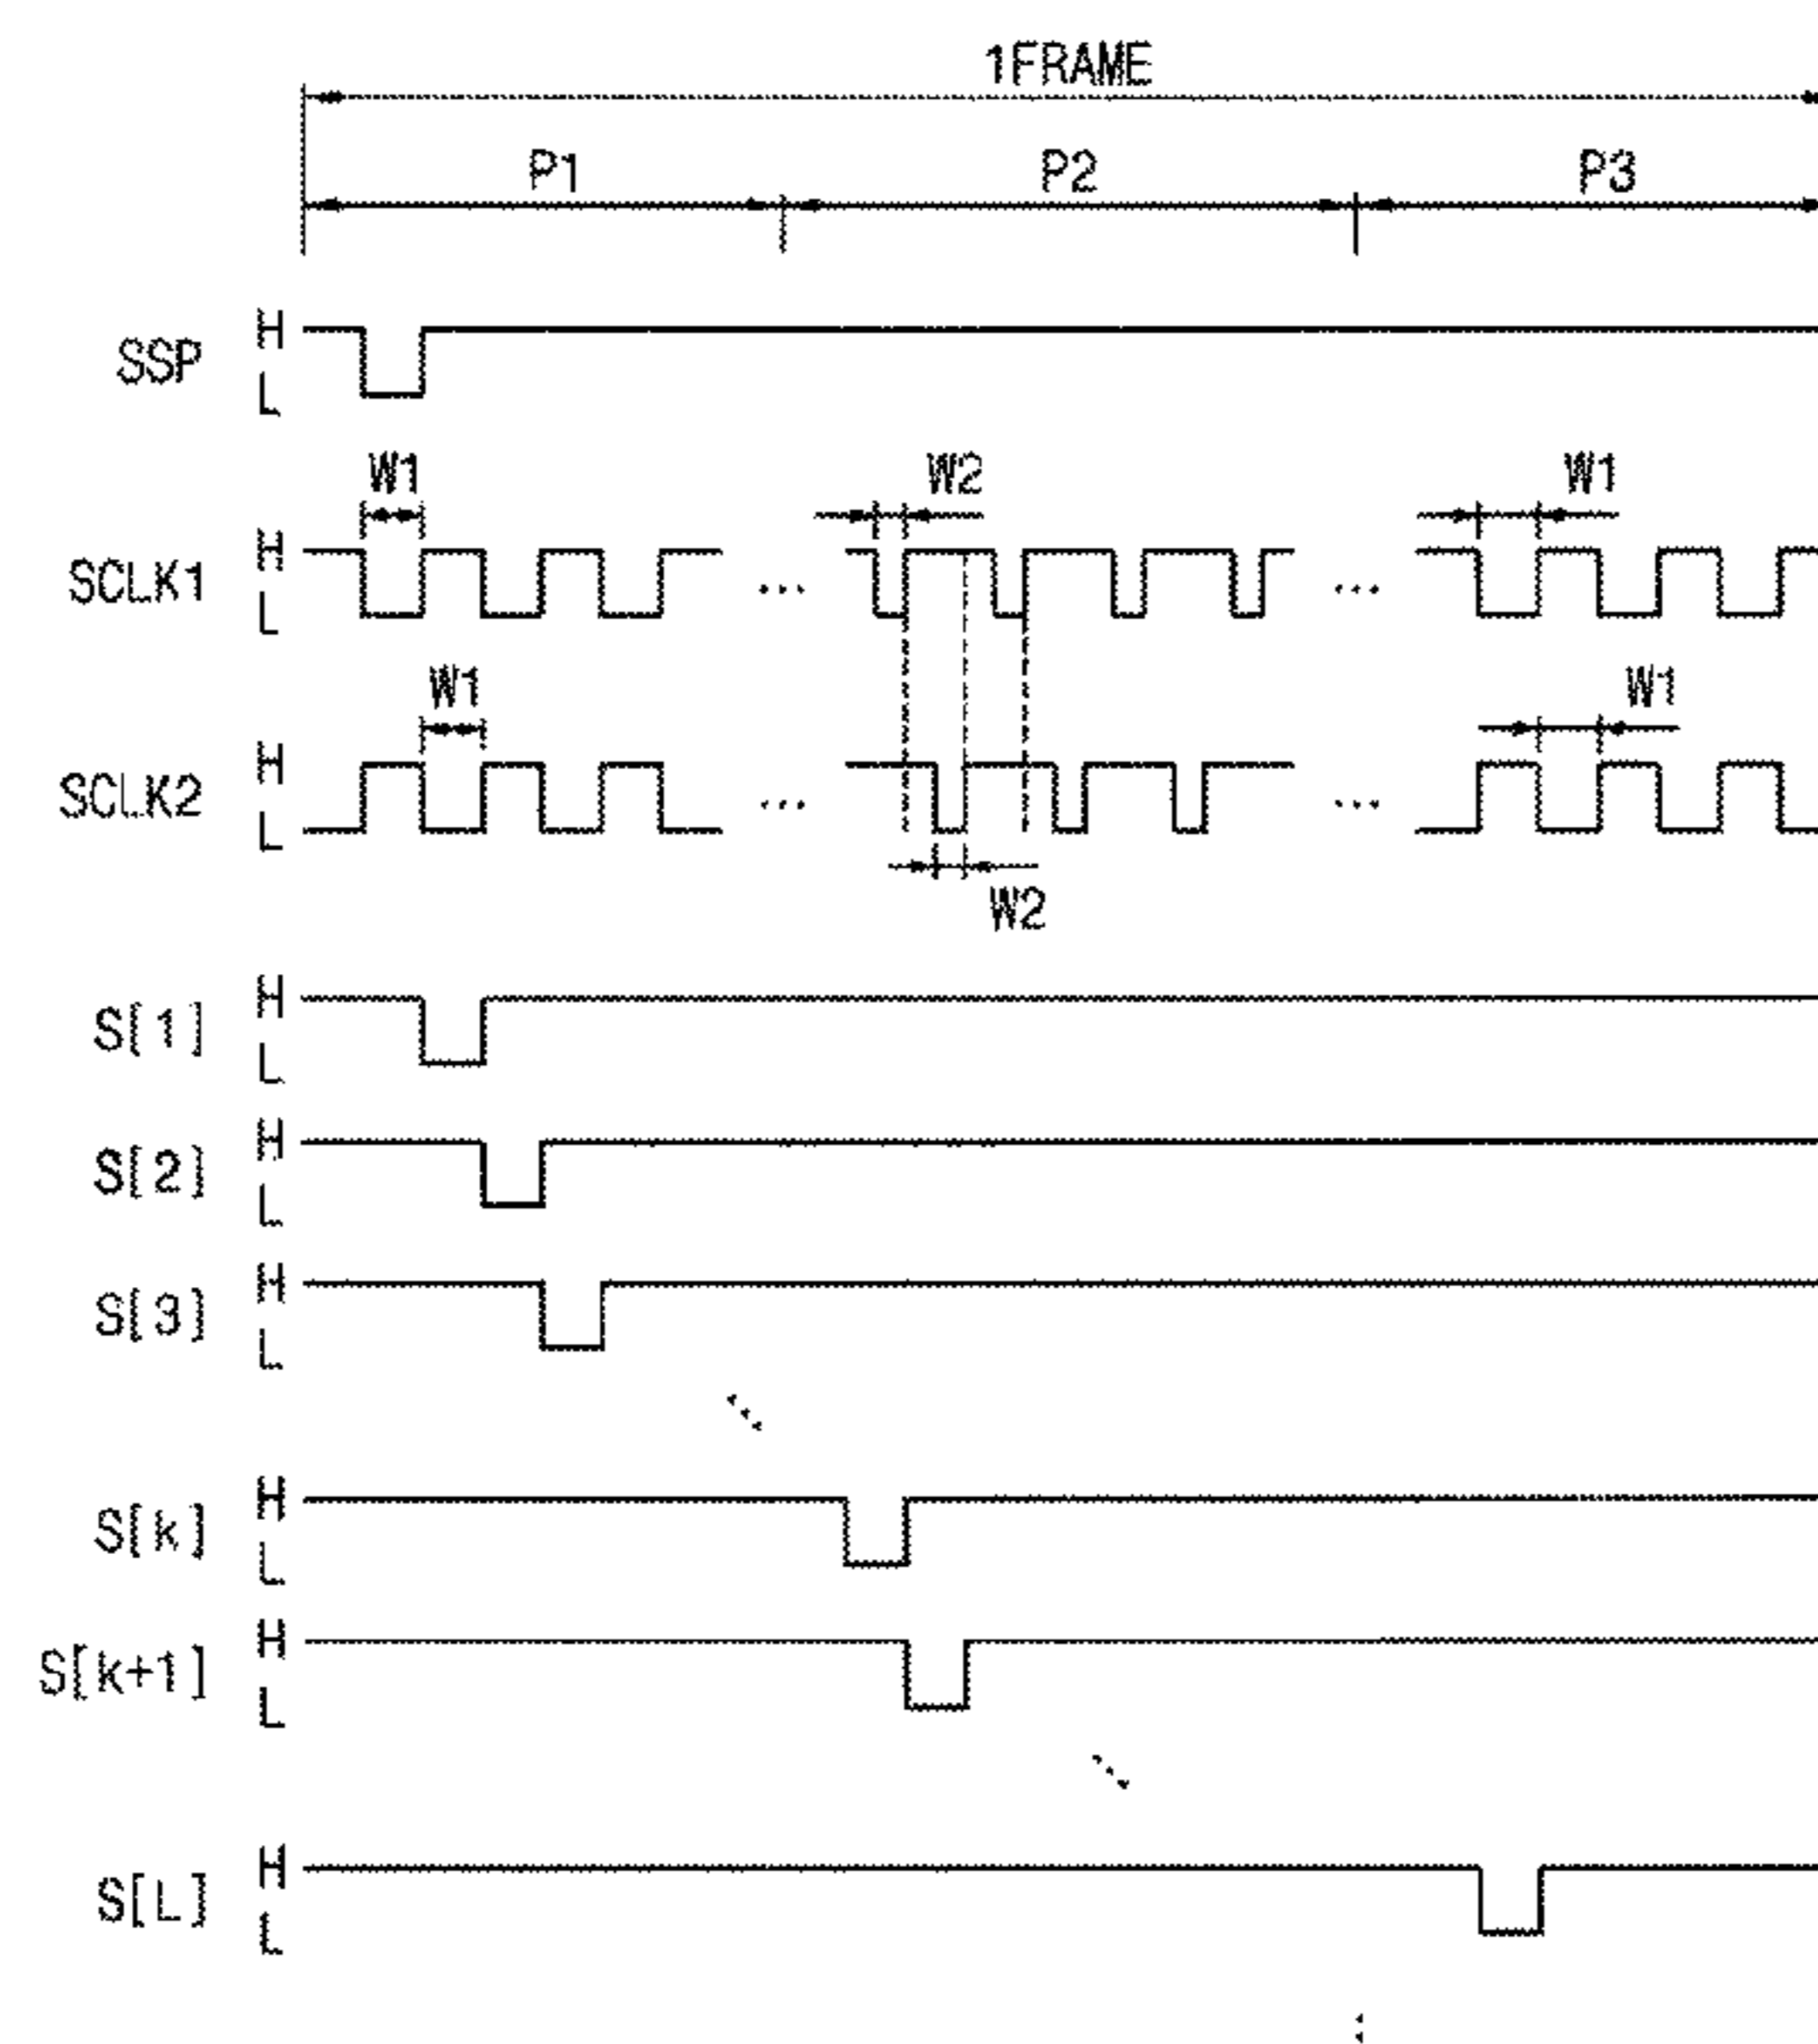 1FRAME
P1 P2 P3
SSP H
L
W1 W2 W1
SCLK1 H
... ...
L
W1 W1
SCLK2 H
... ...
L
W2
S[1] H
L
S[2] H
L
S[3] H
L
S[k] H
L
S[k+1] H
L
S[L] H
L